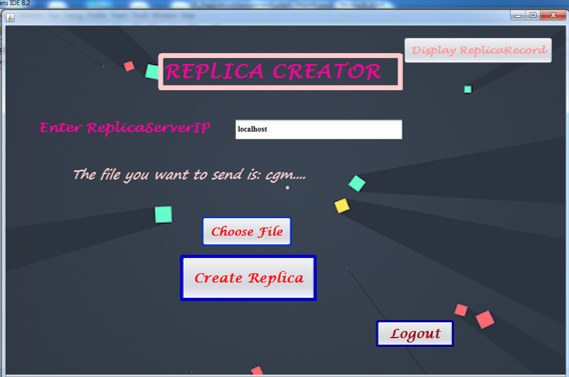 ans IDE 8.2
Display ReplicaRecord
REPLICA CREATOR
Enter ReplicaServerIP
localhost
The file you want to send is: cgm....
Choose File
Create Replica
Logout